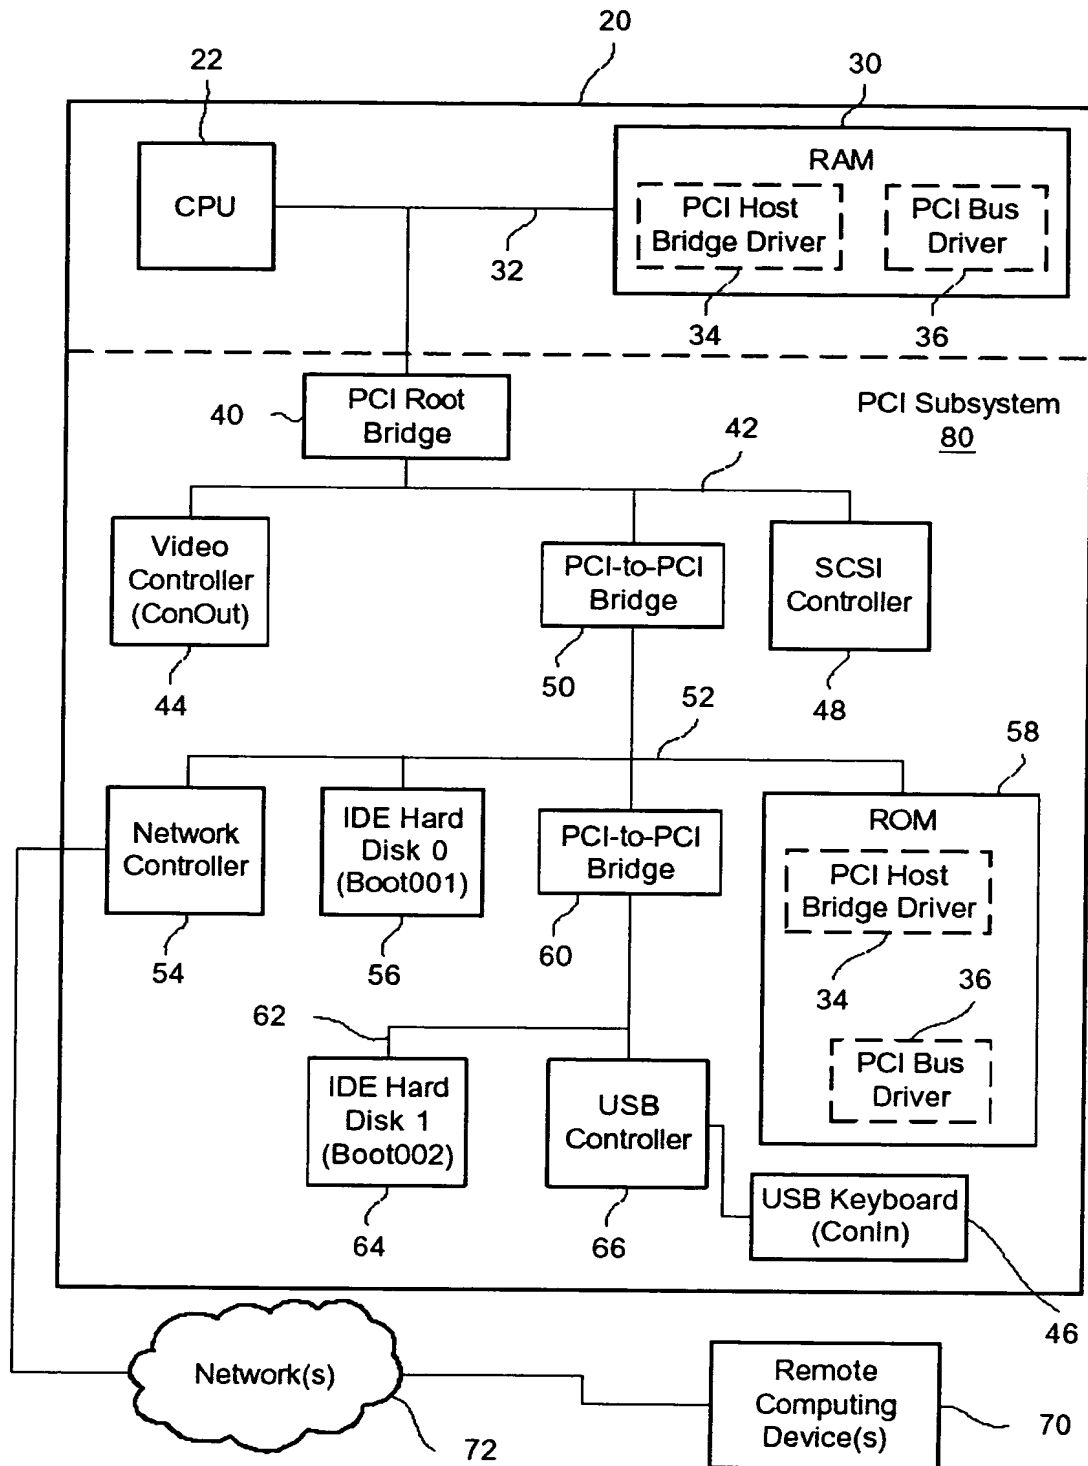 20
22
30
CPU
RAM
PCI Host
Bridge Driver
PCI Bus
Driver
32
34
36
PCI Root
Bridge
40
PCI Subsystem
80
42
Video
Controller
(ConOut)
PCI-to-PCI
Bridge
SCSI
Controller
44
50
48
52
58
Network
Controller
IDE Hard
Disk 0
(Boot001)
PCI-to-PCI
Bridge
ROM
PCI Host
Bridge Driver
54
56
60
34
36
62
IDE Hard
Disk 1
(Boot002)
USB
Controller
PCI Bus
Driver
64
66
USB Keyboard
(ConIn)
46
Network(s)
72
Remote
Computing
Device(s)
70